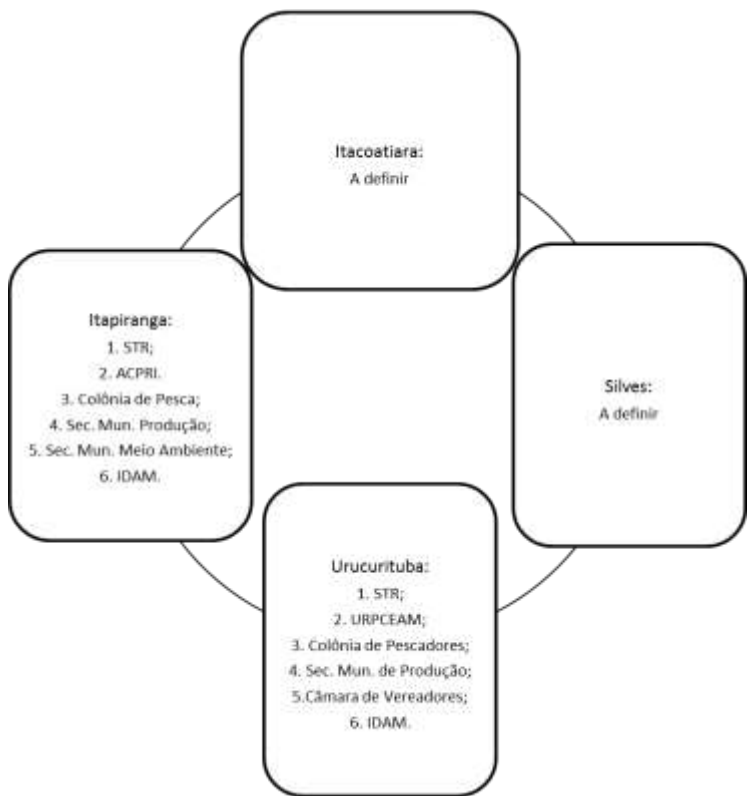 Itacoatiara:
A definir
Itapiranga:
1. STR;
2. ACPRI.
3. Colônia de Pesca;
4. Sec. Mun. Produção;
5. Sec. Mun. Meio Ambiente;
6. IDAM.
Silves:
A definir
Urucurituba:
1. STR;
2. URPCEAM;
3. Colônia de Pescadores;
4. Sec. Mun. de Produção;
5.Câmara de Vereadores;
6. IDAM.